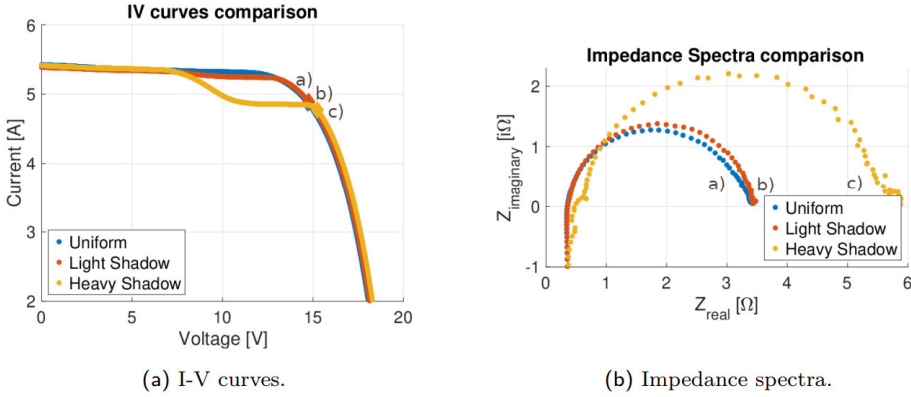 IV curves comparison
6
5
4
3
2
Current [A]
a)
b)
c)
Uniform
Light Shadow
Heavy Shadow
0
5
10
15
20
Voltage [V]
(a) I-V curves.
Impedance Spectra comparison
2
1
0
-1
Z_imaginary [iΩ]
a)
b)
c)
Uniform
Light Shadow
Heavy Shadow
0
1
2
3
4
5
6
Z_real [Ω]
(b) Impedance spectra.